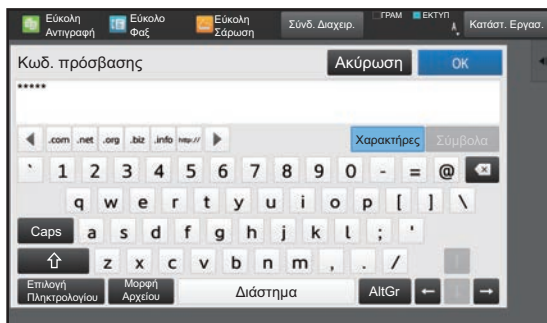 Εύκολη Αντιγραφή
Εύκολο Φαξ
Εύκολη Σάρωση
Σύνδ. Διαχειρ.
ΓΡΑΜ
ΕΚΤΥΠ
Κατάστ. Εργασ.
Κωδ. πρόσβασης
Ακύρωση
OK
*****
.com .net .org .biz .info http://
Χαρακτήρες
Σύμβολα
` 1 2 3 4 5 6 7 8 9 0 - = @
q w e r t y u i o p [ ] \
Caps a s d f g h j k l ; '
z x c v b n m , . /
Επιλογή Πληκτρολογίου
Μορφή Αρχείου
Διάστημα
AltGr